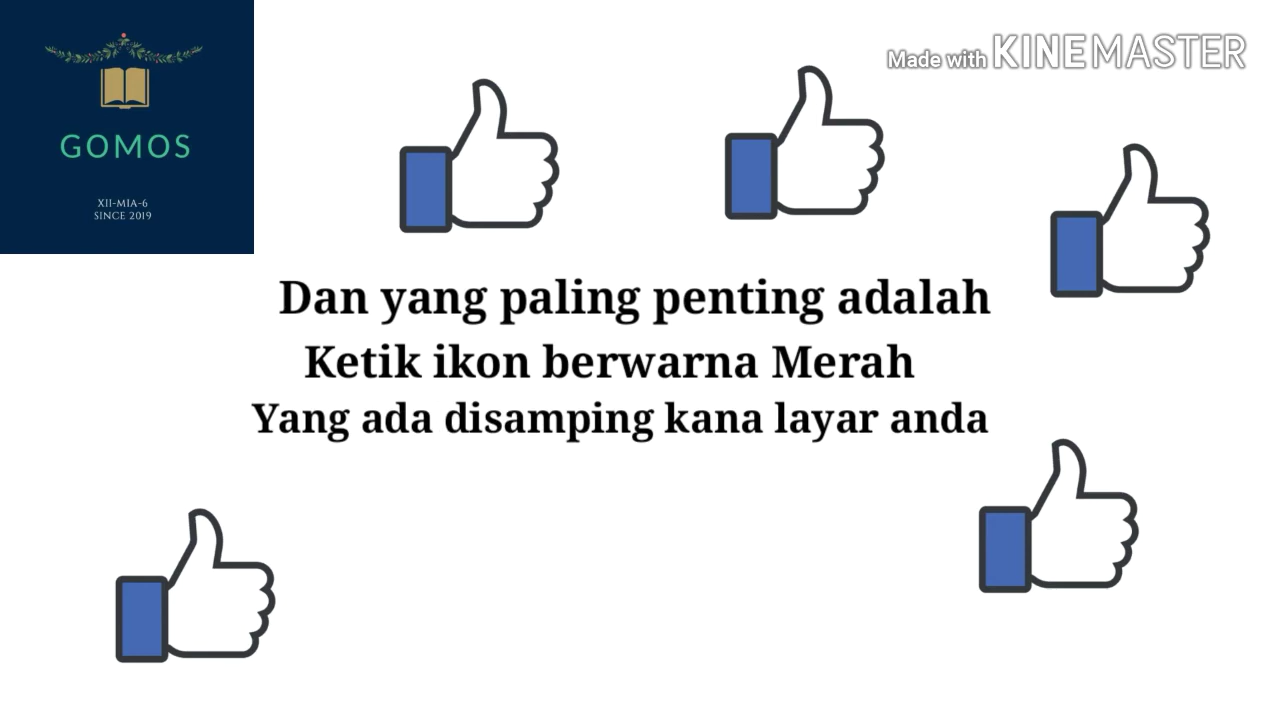 GOMOS
XII-MIA-6
SINCE 2019
Made with KINEMASTER
Dan yang paling penting adalah
Ketik ikon berwarna Merah
Yang ada disamping kana layar anda